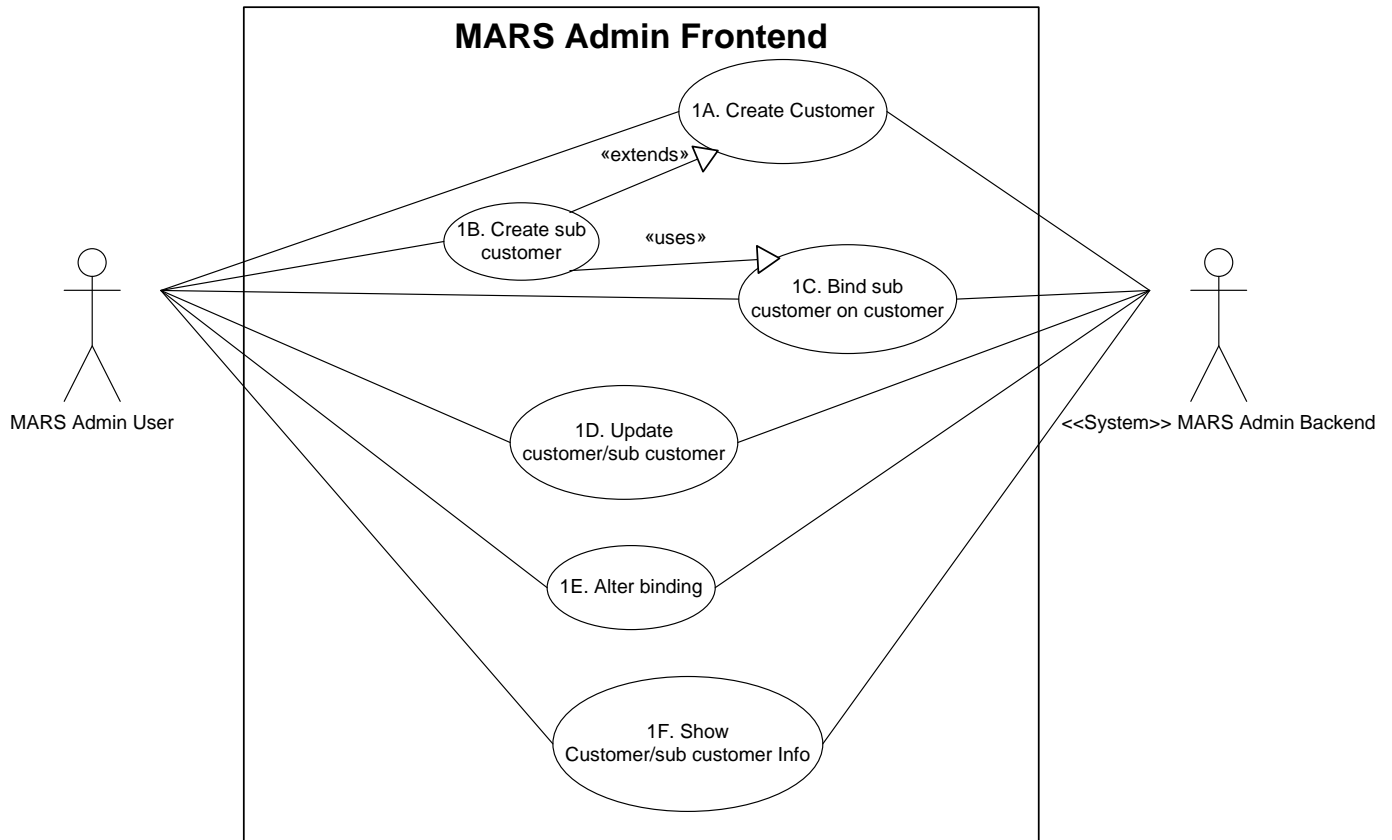 MARS Admin Frontend
1A. Create Customer
«extends»
1B. Create sub
customer
«uses»
1C. Bind sub
customer on customer
MARS Admin User
<<System>> MARS Admin Backend
1D. Update
customer/sub customer
1E. Alter binding
1F. Show
Customer/sub customer Info